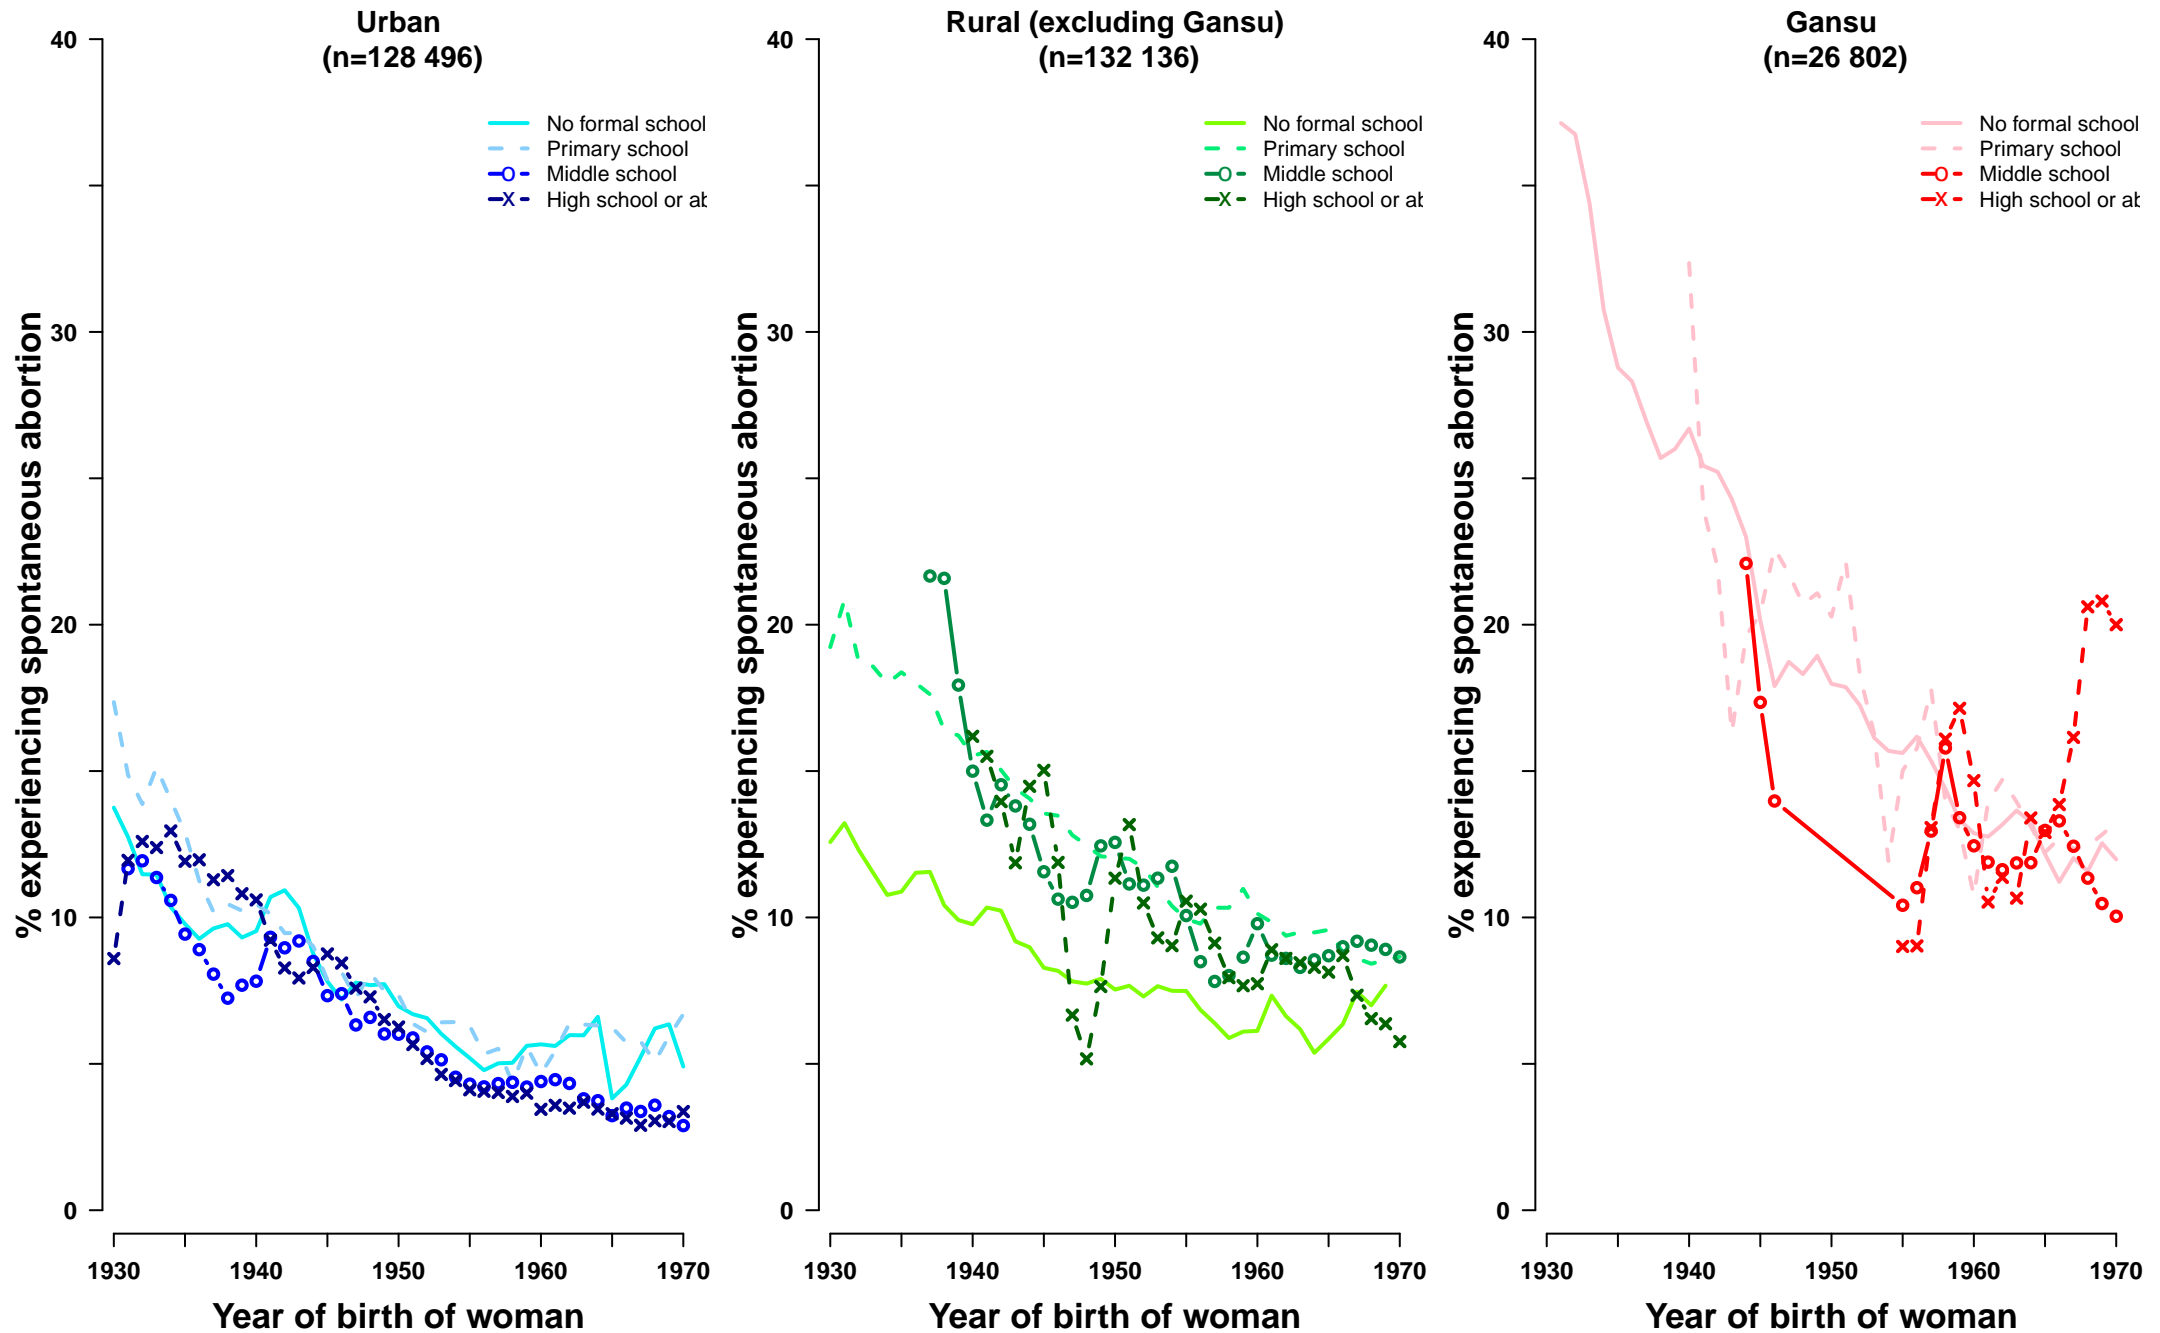 Urban
(n=128 496)
40
30
20
10
0
% experiencing spontaneous abortion
No formal school
Primary school
Middle school
High school or ab
1930
1940
1950
1960
1970
Year of birth of woman
Rural (excluding Gansu)
(n=132 136)
40
30
20
10
0
% experiencing spontaneous abortion
No formal school
Primary school
Middle school
High school or ab
1930
1940
1950
1960
1970
Year of birth of woman
Gansu
(n=26 802)
40
30
20
10
0
% experiencing spontaneous abortion
No formal school
Primary school
Middle school
High school or ab
1930
1940
1950
1960
1970
Year of birth of woman